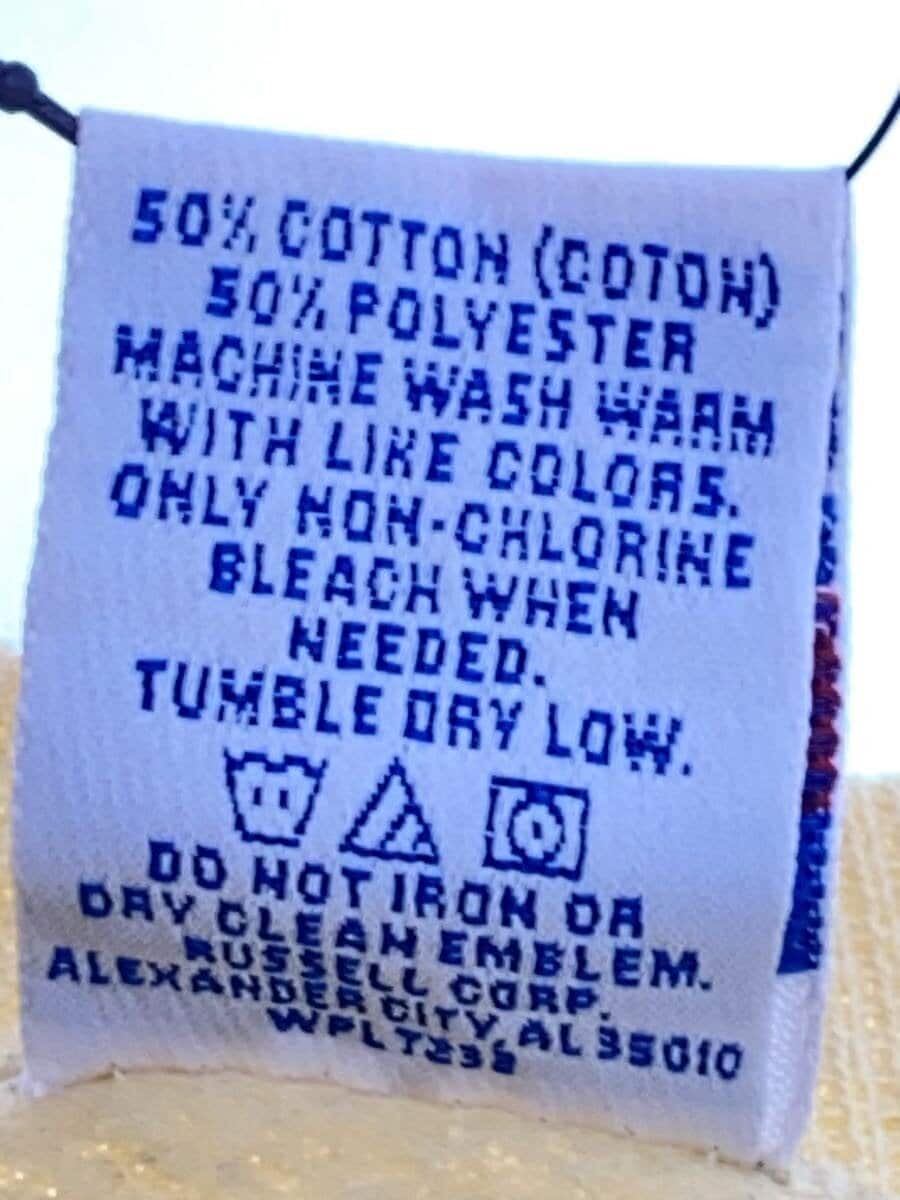 50% COTTON (COTON)
50% POLYESTER
MACHINE WASH WARM
WITH LIKE COLORS.
ONLY NON-CHLORINE
BLEACH WHEN
NEEDED.
TUMBLE DRY LOW.
DO NOT IRON OR
DRY CLEAN EMBLEM.
RUSSELL CORP.
ALEXANDER CITY, AL 35010